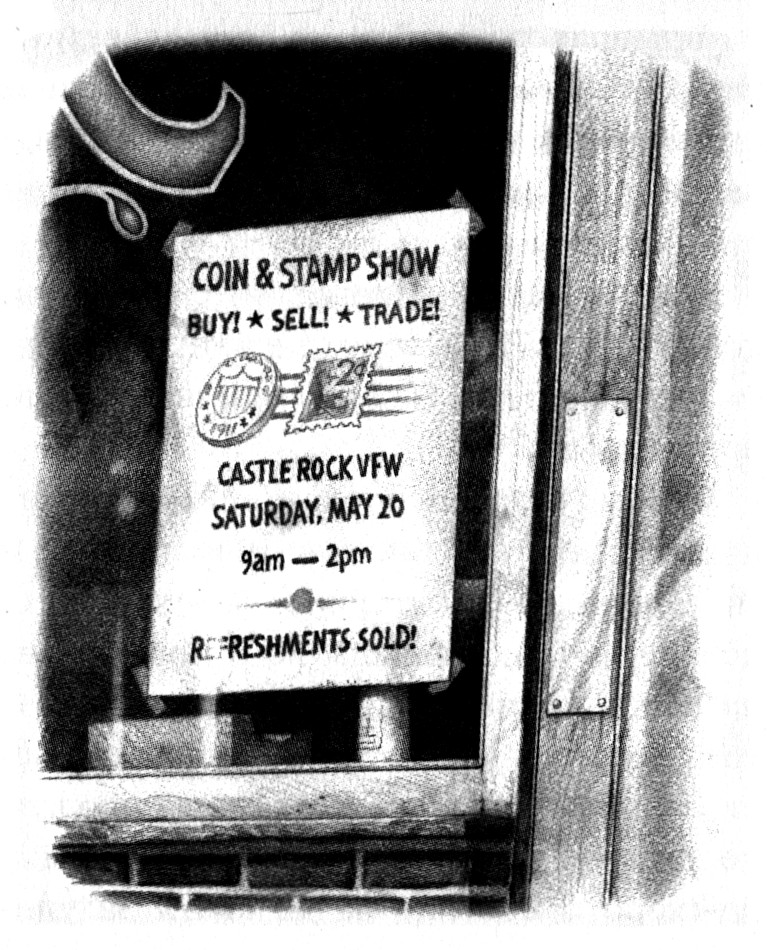 COIN & STAMP SHOW
BUY! ★ SELL! ★ TRADE!
2¢
1911
CASTLE ROCK VFW
SATURDAY, MAY 20
9am — 2pm
REFRESHMENTS SOLD!